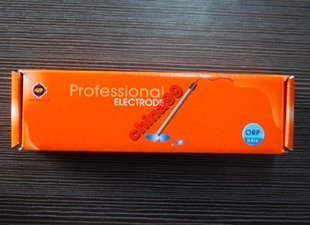 Professional
ELECTRODE
china99
ORP